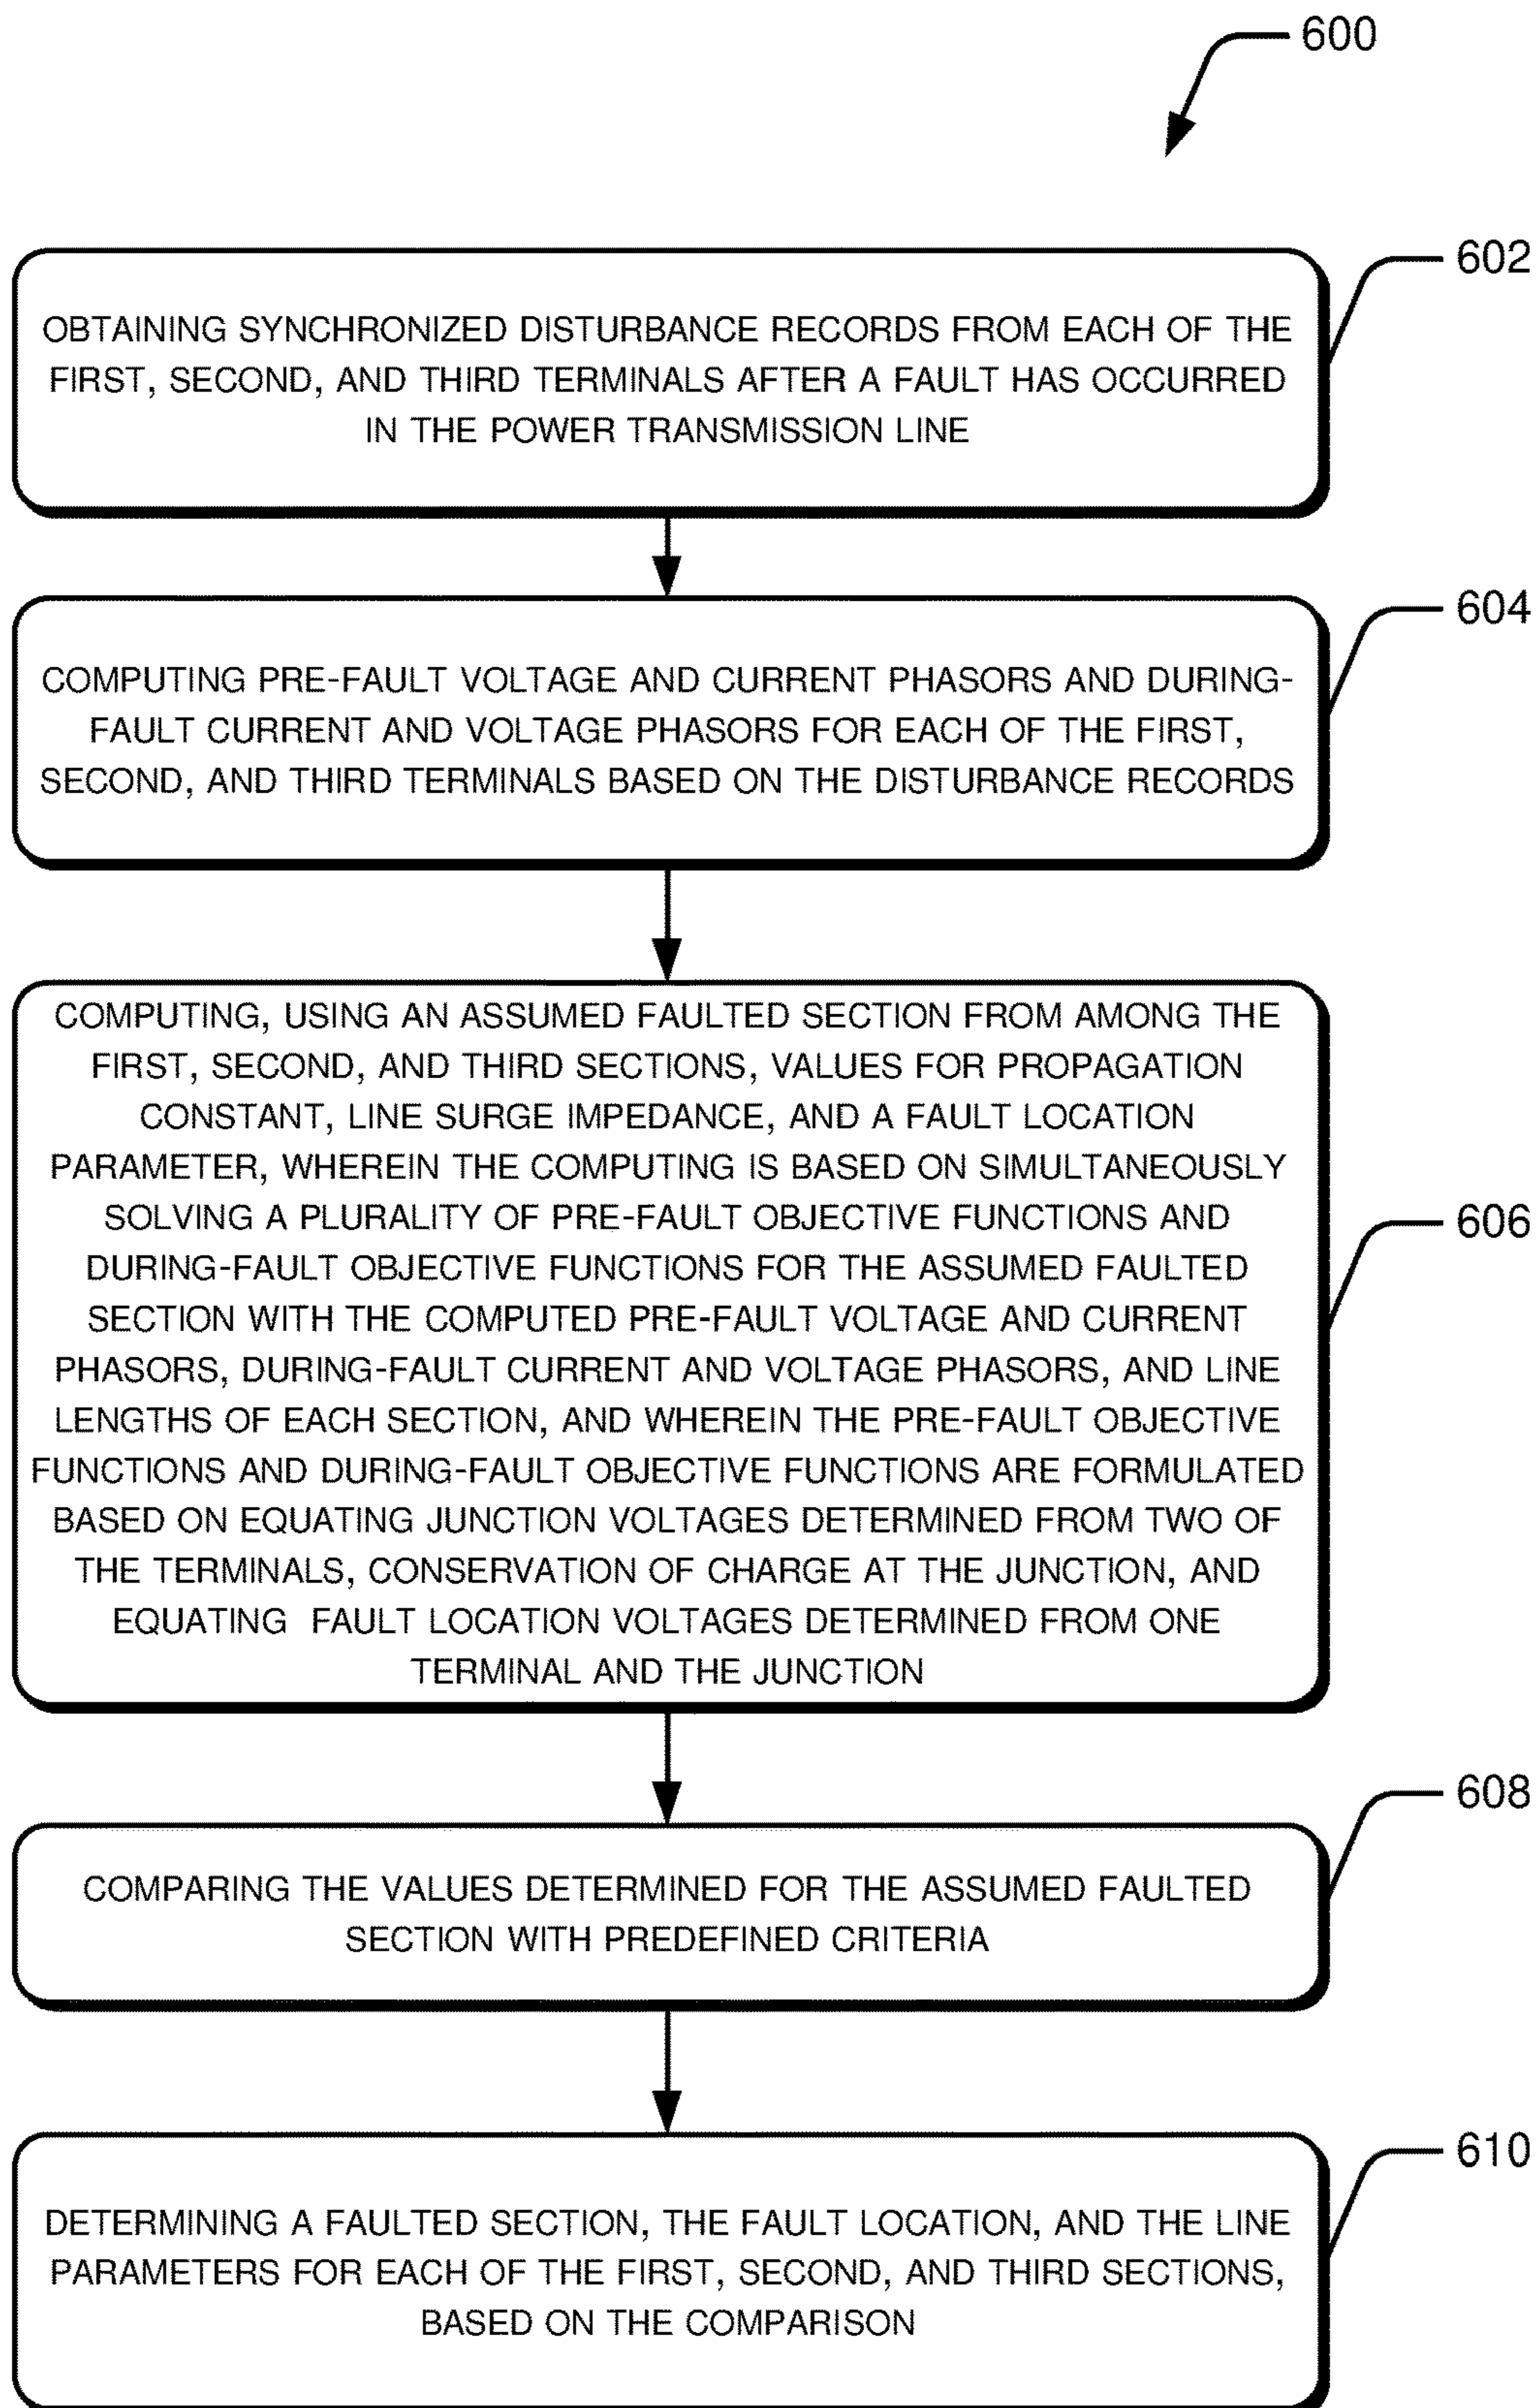 600
602
OBTAINING SYNCHRONIZED DISTURBANCE RECORDS FROM EACH OF THE
FIRST, SECOND, AND THIRD TERMINALS AFTER A FAULT HAS OCCURRED
IN THE POWER TRANSMISSION LINE
604
COMPUTING PRE-FAULT VOLTAGE AND CURRENT PHASORS AND DURING-
FAULT CURRENT AND VOLTAGE PHASORS FOR EACH OF THE FIRST,
SECOND, AND THIRD TERMINALS BASED ON THE DISTURBANCE RECORDS
606
COMPUTING, USING AN ASSUMED FAULTED SECTION FROM AMONG THE
FIRST, SECOND, AND THIRD SECTIONS, VALUES FOR PROPAGATION
CONSTANT, LINE SURGE IMPEDANCE, AND A FAULT LOCATION
PARAMETER, WHEREIN THE COMPUTING IS BASED ON SIMULTANEOUSLY
SOLVING A PLURALITY OF PRE-FAULT OBJECTIVE FUNCTIONS AND
DURING-FAULT OBJECTIVE FUNCTIONS FOR THE ASSUMED FAULTED
SECTION WITH THE COMPUTED PRE-FAULT VOLTAGE AND CURRENT
PHASORS, DURING-FAULT CURRENT AND VOLTAGE PHASORS, AND LINE
LENGTHS OF EACH SECTION, AND WHEREIN THE PRE-FAULT OBJECTIVE
FUNCTIONS AND DURING-FAULT OBJECTIVE FUNCTIONS ARE FORMULATED
BASED ON EQUATING JUNCTION VOLTAGES DETERMINED FROM TWO OF
THE TERMINALS, CONSERVATION OF CHARGE AT THE JUNCTION, AND
EQUATING FAULT LOCATION VOLTAGES DETERMINED FROM ONE
TERMINAL AND THE JUNCTION
608
COMPARING THE VALUES DETERMINED FOR THE ASSUMED FAULTED
SECTION WITH PREDEFINED CRITERIA
610
DETERMINING A FAULTED SECTION, THE FAULT LOCATION, AND THE LINE
PARAMETERS FOR EACH OF THE FIRST, SECOND, AND THIRD SECTIONS,
BASED ON THE COMPARISON